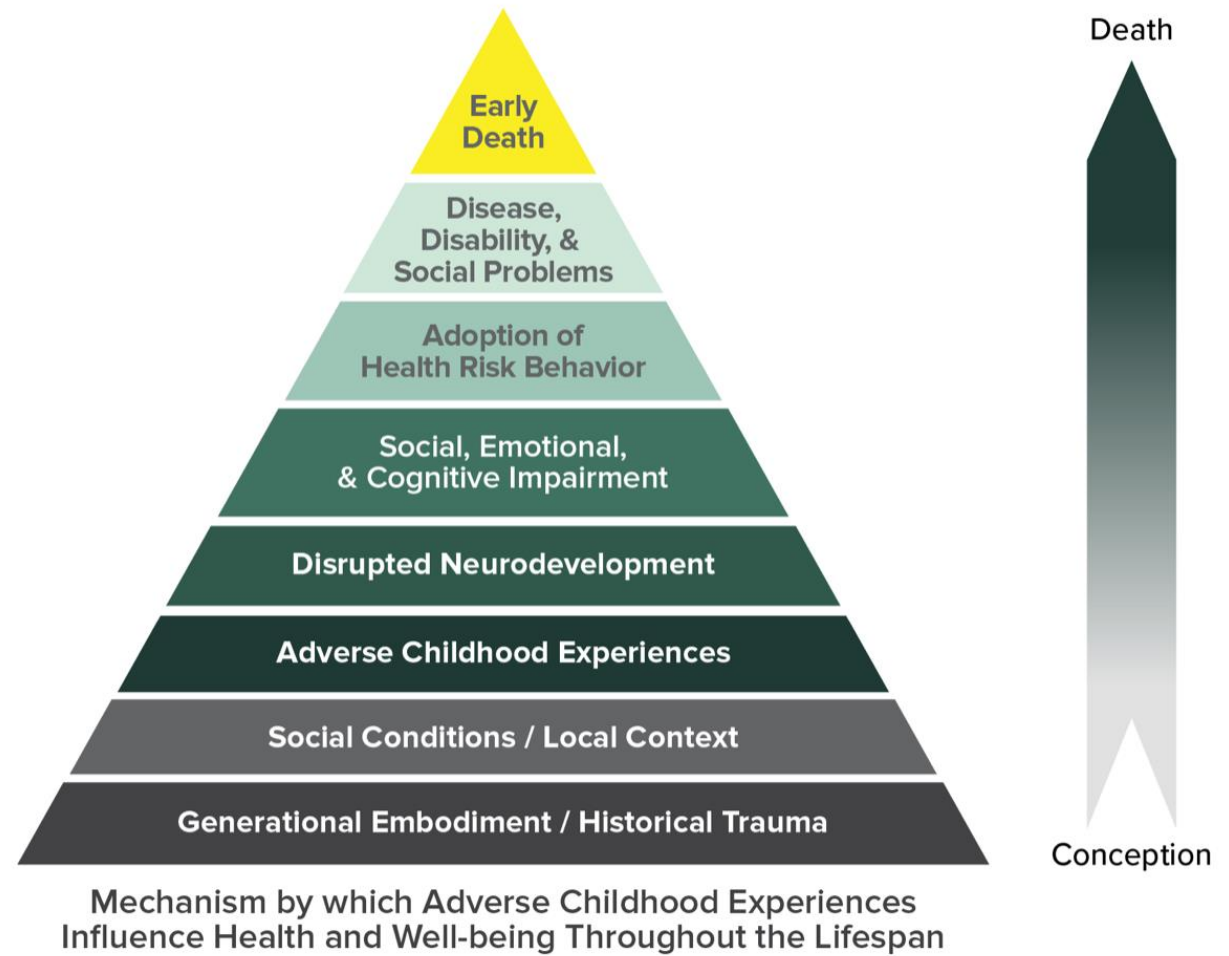 Death
Early
Death
Disease,
Disability, &
Social Problems
Adoption of
Health Risk Behavior
Social, Emotional,
& Cognitive Impairment
Disrupted Neurodevelopment
Adverse Childhood Experiences
Social Conditions / Local Context
Generational Embodiment / Historical Trauma
Conception
Mechanism by which Adverse Childhood Experiences
Influence Health and Well-being Throughout the Lifespan